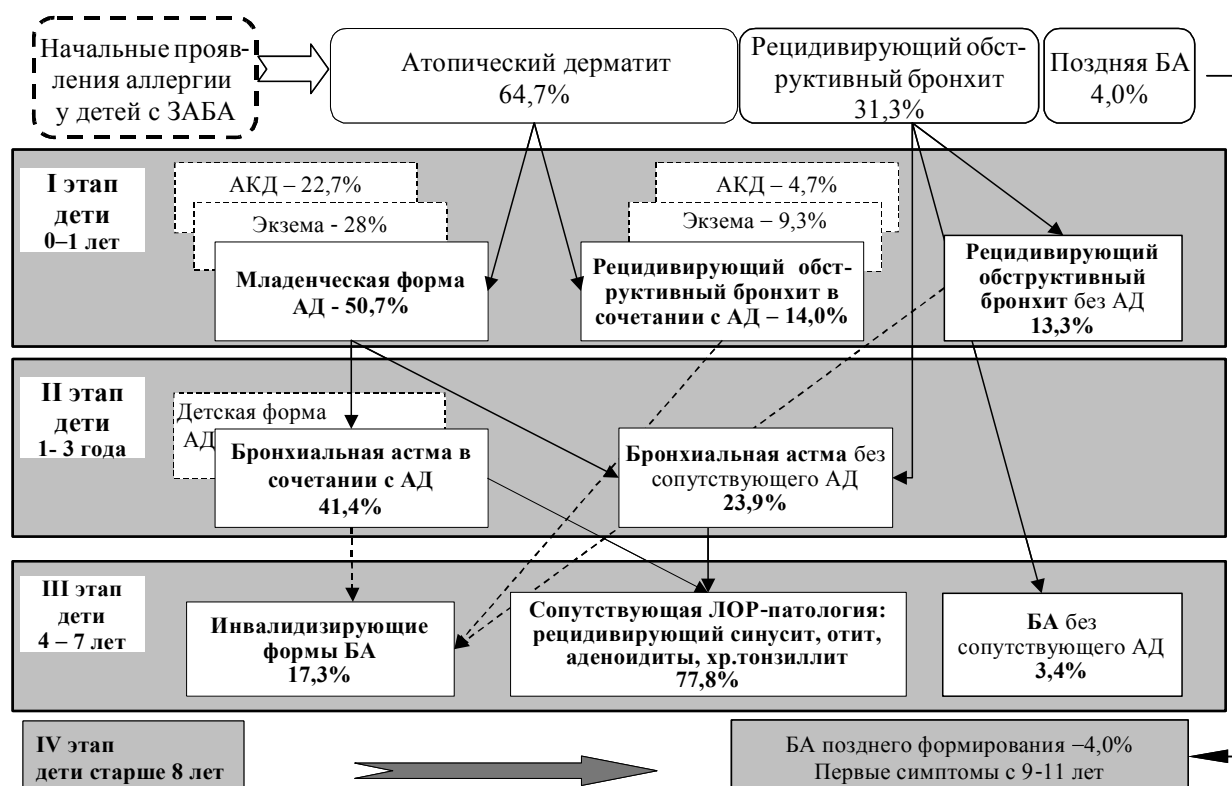 Начальные прояв-
ления аллергии
у детей с ЗАБА
Атопический дерматит
64,7%
Рецидивирующий обст-
руктивный бронхит
31,3%
Поздняя БА
4,0%
I этап
дети
0–1 лет
АКД – 22,7%
Экзема - 28%
Младенческая форма
АД - 50,7%
АКД – 4,7%
Экзема – 9,3%
Рецидивирующий обст-
руктивный бронхит в
сочетании с АД – 14,0%
Рецидивирующий
обструктивный
бронхит без АД
13,3%
II этап
дети
1- 3 года
Детская форма
АД
Бронхиальная астма в
сочетании с АД
41,4%
Бронхиальная астма без
сопутствующего АД
23,9%
III этап
дети
4 – 7 лет
Инвалидизирующие
формы БА
17,3%
Сопутствующая ЛОР-патология:
рецидивирующий синусит, отит,
аденоидиты, хр.тонзиллит
77,8%
БА без
сопутствующего АД
3,4%
IV этап
дети старше 8 лет
БА позднего формирования –4,0%
Первые симптомы с 9-11 лет